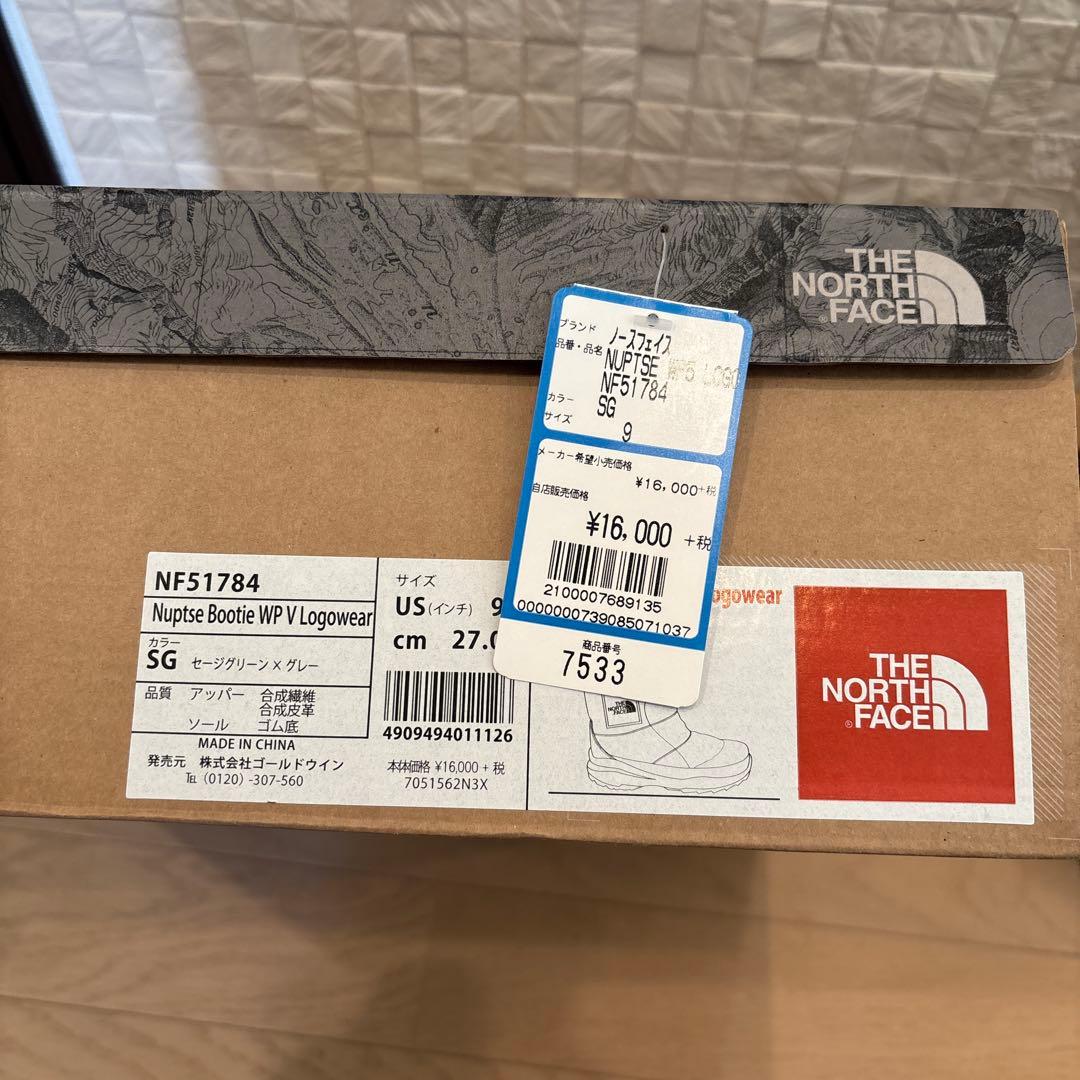 THE
NORTH
FACE
ブランド ノースフェイス
品番・品名 NUPTSE WP5 LOGO
NF51784
カラー SG
サイズ 9
メーカー希望小売価格
¥16,000+税
自店販売価格
¥16,000 +税
2100007689135
0000000739085071037
商品番号
7533
NF51784
Nuptse Bootie WP V Logowear
カラー
SG セージグリーン×グレー
品質 アッパー 合成繊維
合成皮革
ソール ゴム底
MADE IN CHINA
発売元 株式会社ゴールドウイン
℡ (0120) -307-560
サイズ
US (インチ) 9
cm 27.0
4909494011126
本体価格 ¥16,000 + 税
7051562N3X
ogowear
THE
NORTH
FACE
THE
NORTH
FACE